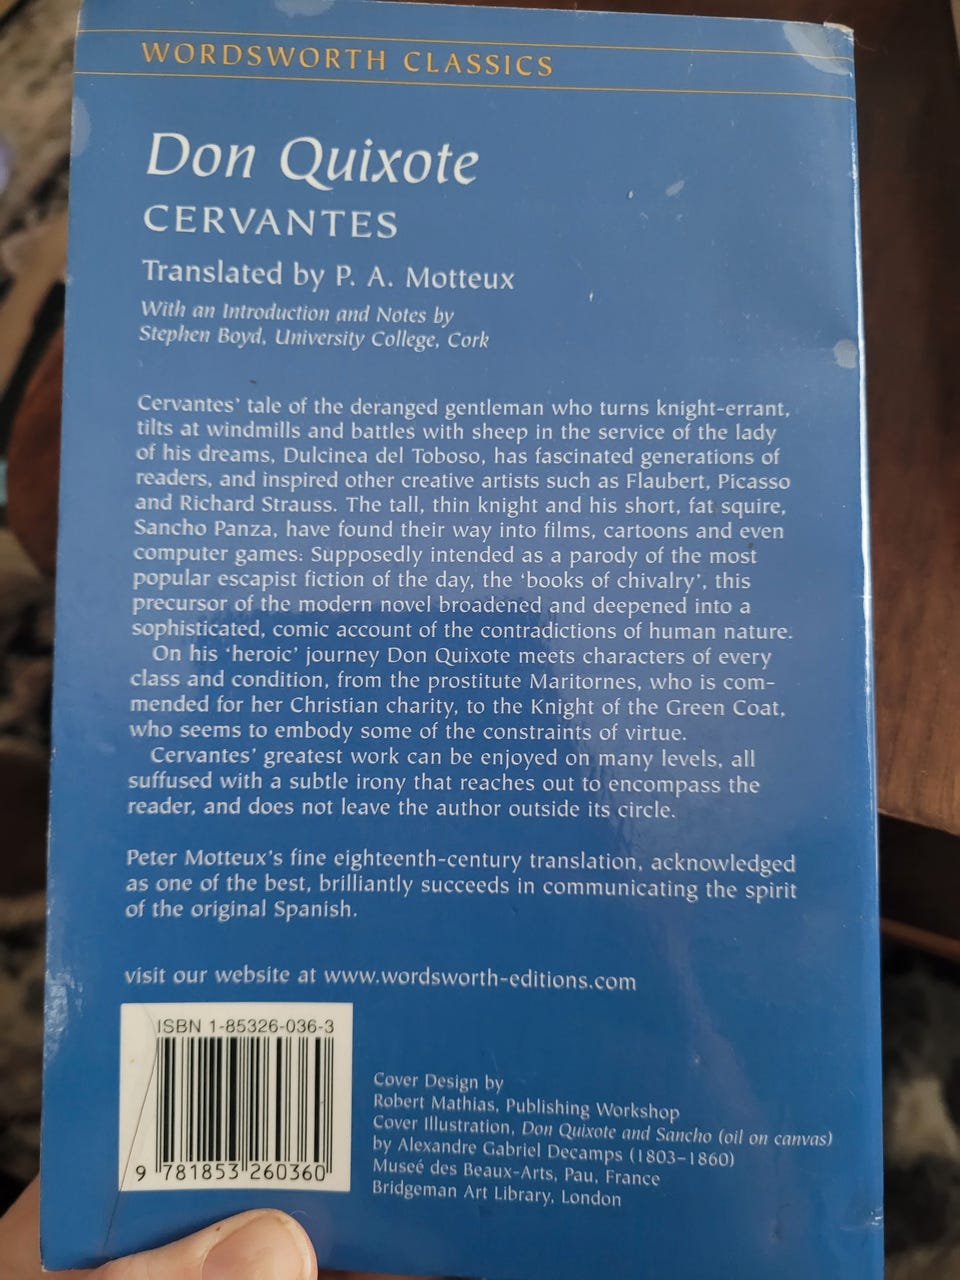 WORDSWORTH CLASSICS
Don Quixote
CERVANTES
Translated by P. A. Motteux
With an Introduction and Notes by
Stephen Boyd, University College, Cork
Cervantes' tale of the deranged gentleman who turns knight-errant,
tilts at windmills and battles with sheep in the service of the lady
of his dreams, Dulcinea del Toboso, has fascinated generations of
readers, and inspired other creative artists such as Flaubert, Picasso
and Richard Strauss. The tall, thin knight and his short, fat squire,
Sancho Panza, have found their way into films, cartoons and even
computer games. Supposedly intended as a parody of the most
popular escapist fiction of the day, the 'books of chivalry', this
precursor of the modern novel broadened and deepened into a
sophisticated, comic account of the contradictions of human nature.
On his 'heroic' journey Don Quixote meets characters of every
class and condition, from the prostitute Maritornes, who is com-
mended for her Christian charity, to the Knight of the Green Coat,
who seems to embody some of the constraints of virtue.
Cervantes' greatest work can be enjoyed on many levels, all
suffused with a subtle irony that reaches out to encompass the
reader, and does not leave the author outside its circle.
Peter Motteux's fine eighteenth-century translation, acknowledged
as one of the best, brilliantly succeeds in communicating the spirit
of the original Spanish.
visit our website at www.wordsworth-editions.com
ISBN 1-85326-036-3
9 781853 260360
Cover Design by
Robert Mathias, Publishing Workshop
Cover Illustration, Don Quixote and Sancho (oil on canvas)
by Alexandre Gabriel Decamps (1803–1860)
Museé des Beaux-Arts, Pau, France
Bridgeman Art Library, London